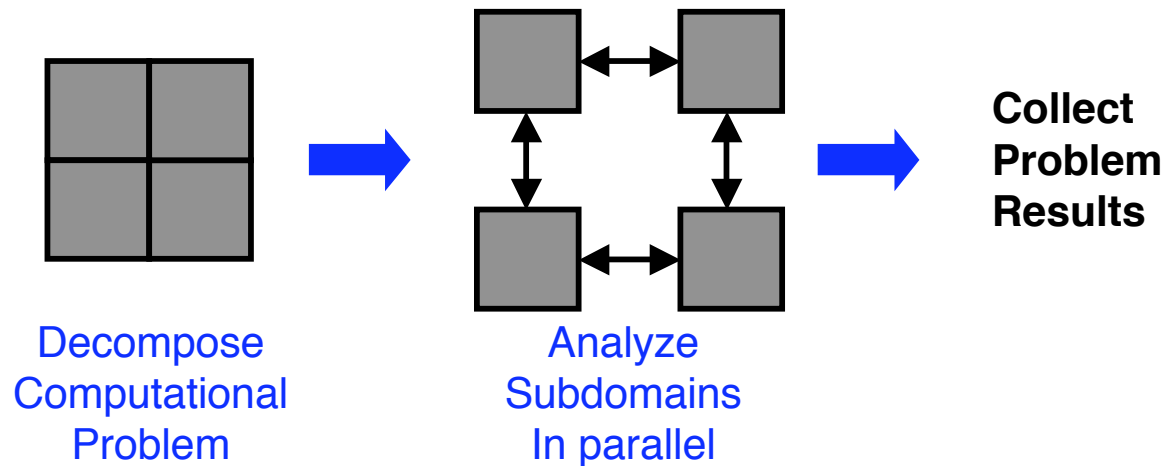 Decompose
Computational
Problem
Analyze
Subdomains
In parallel
Collect
Problem
Results